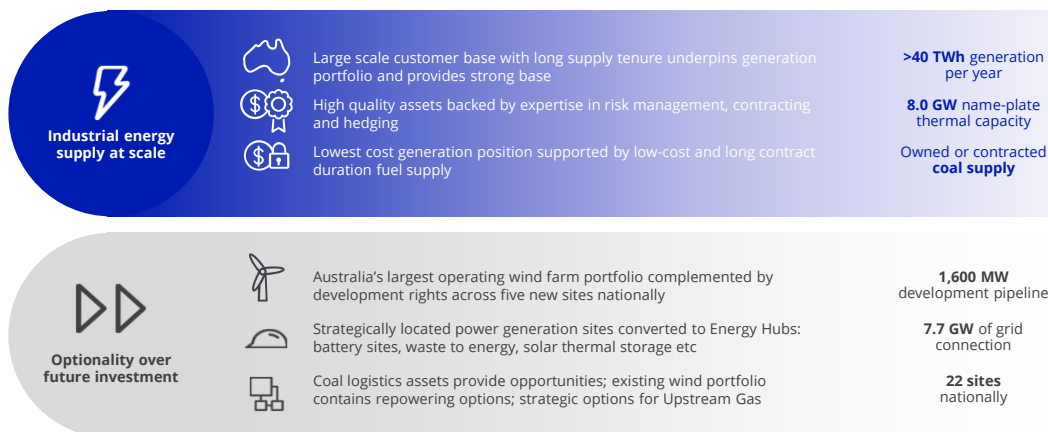 Industrial energy
supply at scale
Large scale customer base with long supply tenure underpins generation
portfolio and provides strong base
>40 TWh generation
per year
High quality assets backed by expertise in risk management, contracting
and hedging
8.0 GW name-plate
thermal capacity
Lowest cost generation position supported by low-cost and long contract
duration fuel supply
Owned or contracted
coal supply
Optionality over
future investment
Australia's largest operating wind farm portfolio complemented by
development rights across five new sites nationally
1,600 MW
development pipeline
Strategically located power generation sites converted to Energy Hubs:
battery sites, waste to energy, solar thermal storage etc
7.7 GW of grid
connection
Coal logistics assets provide opportunities; existing wind portfolio
contains repowering options; strategic options for Upstream Gas
22 sites
nationally